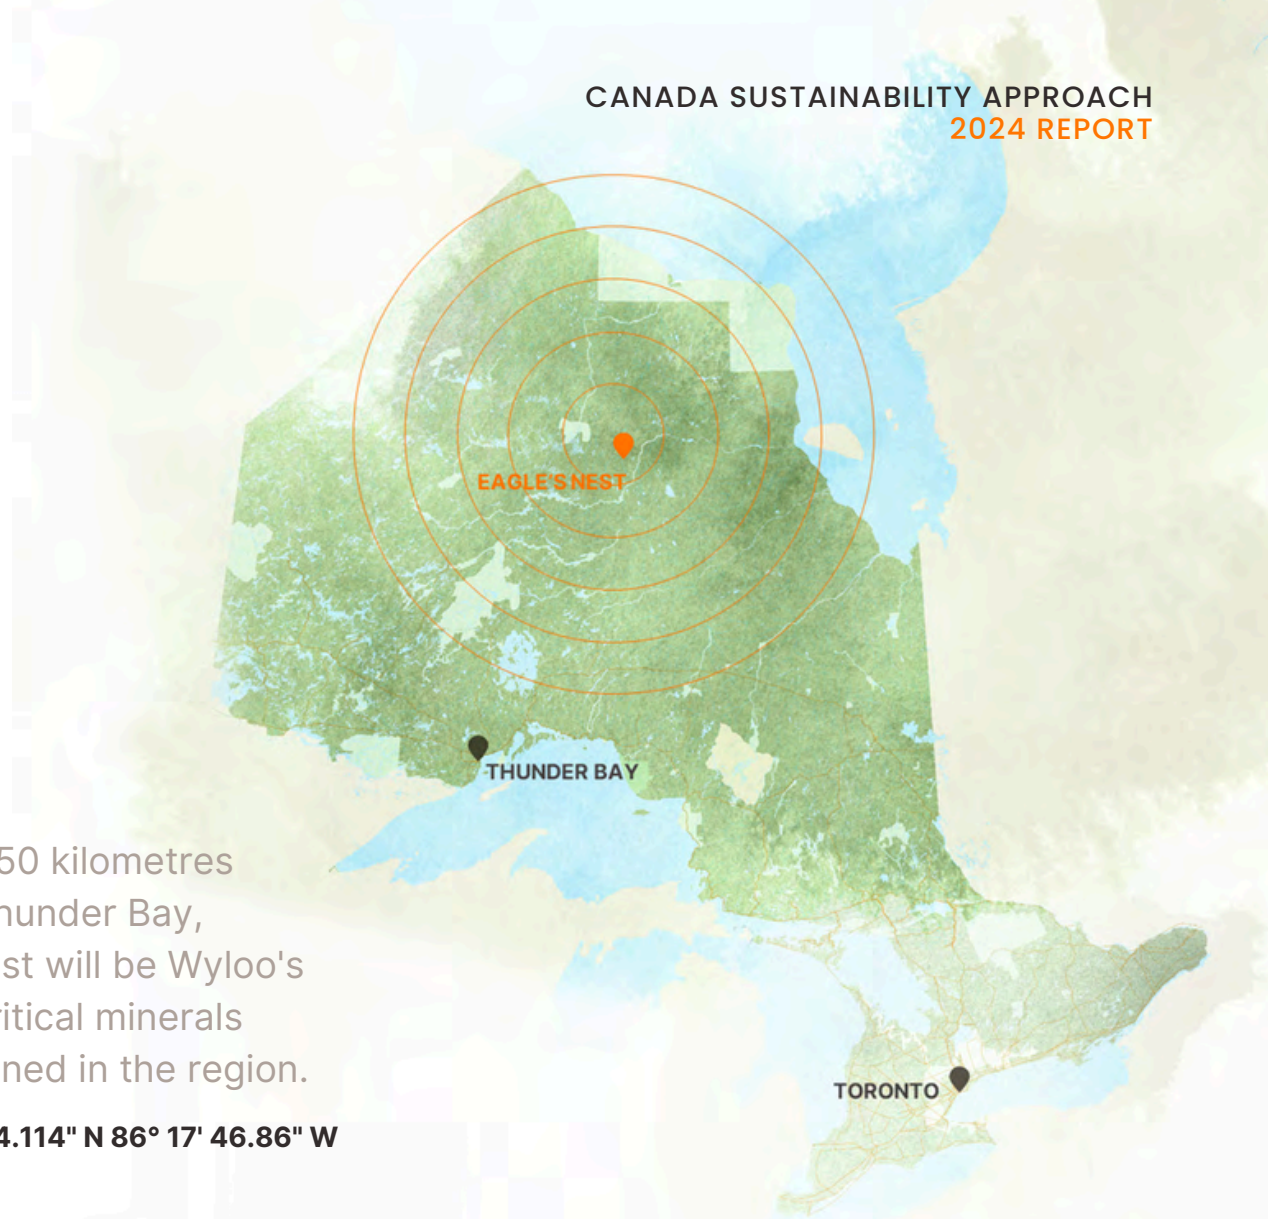 CANADA SUSTAINABILITY APPROACH
2024 REPORT
EAGLE'S NEST
THUNDER BAY
50 kilometres
hunder Bay,
st will be Wyloo's
ritical minerals
ned in the region.
TORONTO
4.114" N 86° 17' 46.86" W